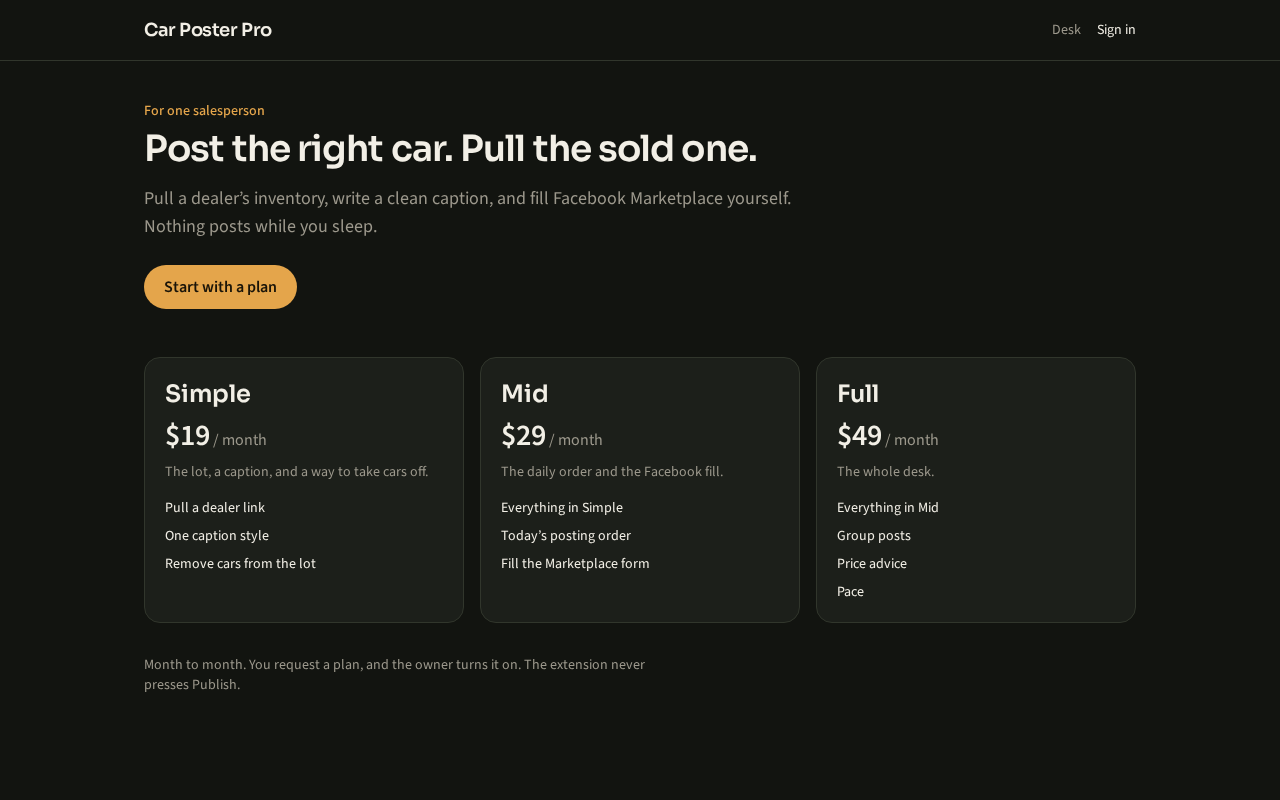 Car Poster Pro
Desk
Sign in
For one salesperson
Post the right car. Pull the sold one.
Pull a dealer’s inventory, write a clean caption, and fill Facebook Marketplace yourself.
Nothing posts while you sleep.
Start with a plan
Simple
$19 / month
The lot, a caption, and a way to take cars off.
Pull a dealer link
One caption style
Remove cars from the lot
Mid
$29 / month
The daily order and the Facebook fill.
Everything in Simple
Today’s posting order
Fill the Marketplace form
Full
$49 / month
The whole desk.
Everything in Mid
Group posts
Price advice
Pace
Month to month. You request a plan, and the owner turns it on. The extension never
presses Publish.